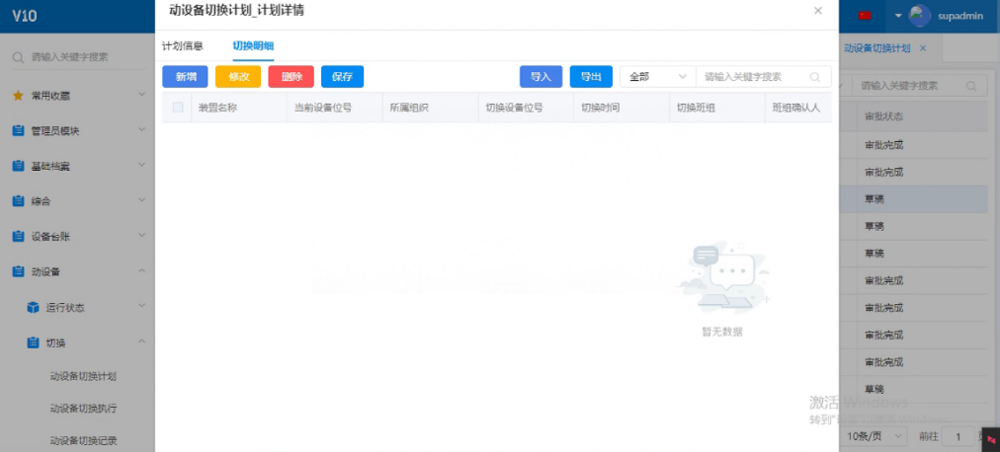 V10
动设备切换计划_计划详情
supadmin
请输入关键字搜索
计划信息
切换明细
动设备切换计划
新增
修改
删除
保存
导入
导出
全部
请输入关键字搜索
请输入关键字搜索
常用收藏
装置名称
当前设备位号
所属组织
切换设备位号
切换时间
切换班组
班组确认人
审批状态
管理员模块
审批完成
基础档案
审批完成
综合
草稿
设备台账
草稿
动设备
草稿
审批完成
运行状态
审批完成
暂无数据
切换
审批完成
动设备切换计划
审批完成
草稿
激活 Windows
动设备切换执行
动设备切换记录
10条/页
前往
1